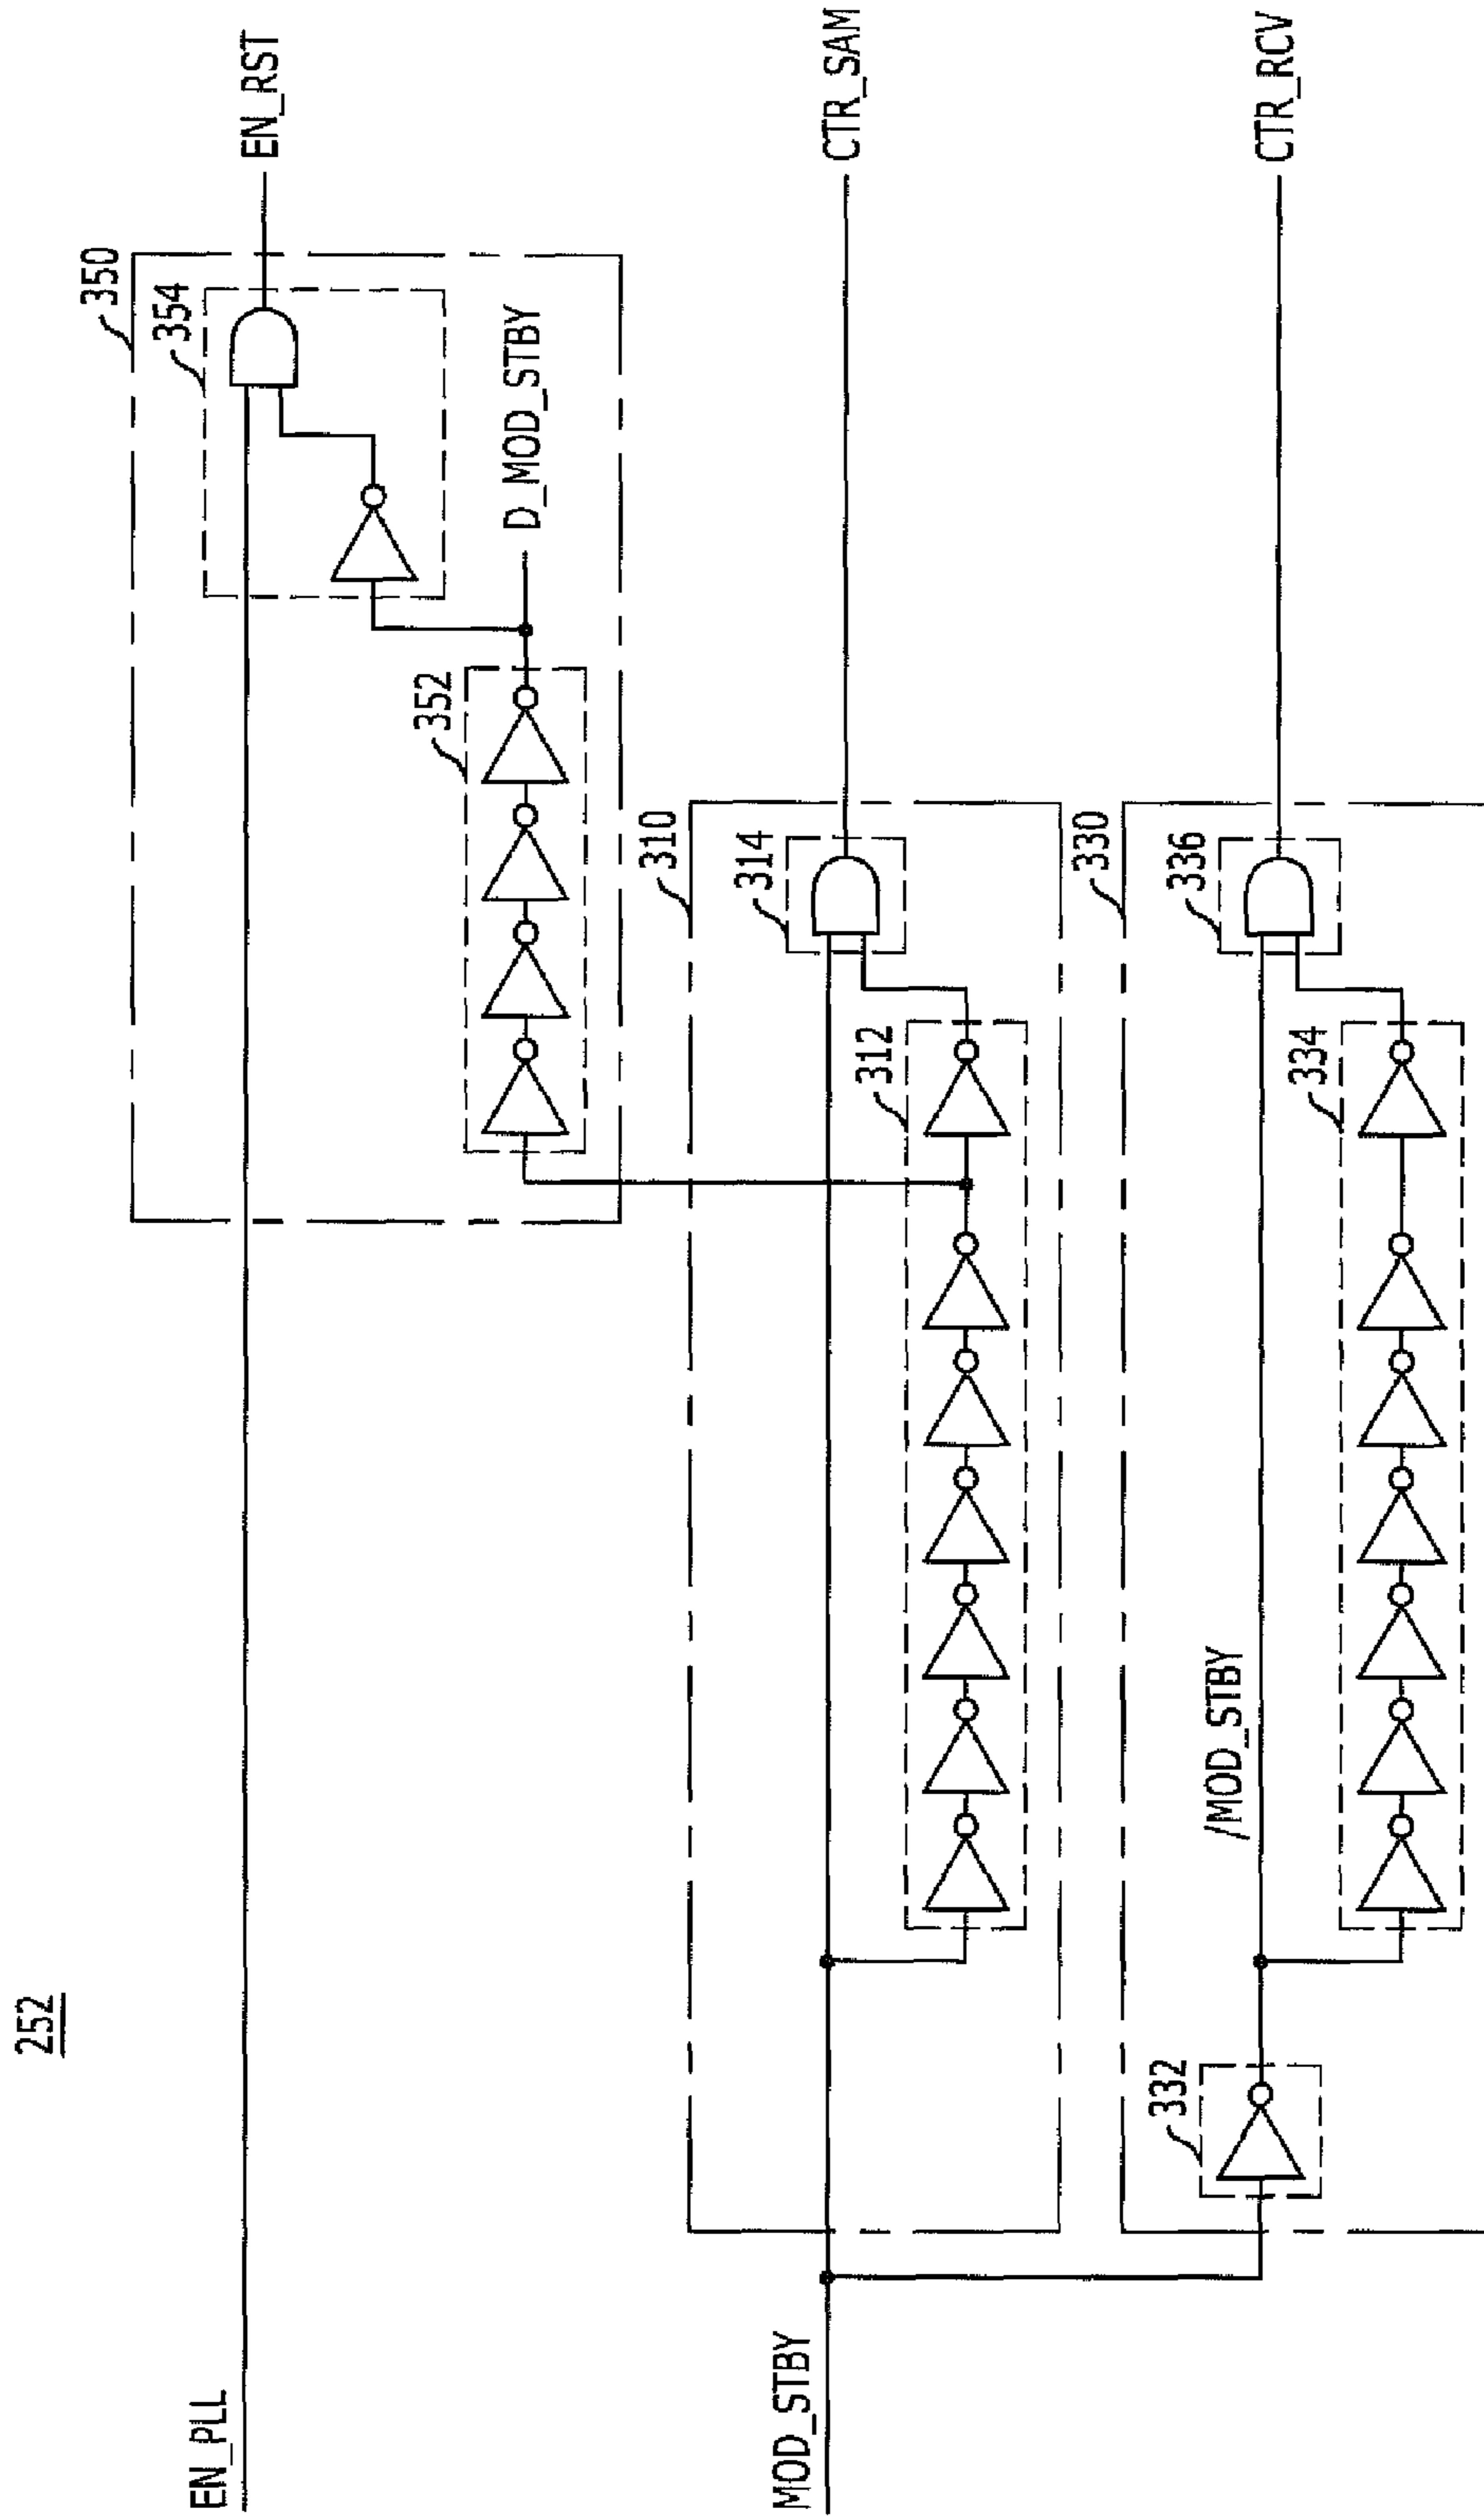 252
EN_PLL
350
354
EN_RST
352
D_MOD_STBY
MOD_STBY
310
314
312
CTR_SAM
332
/MOD_STBY
330
336
334
CTR_RCV